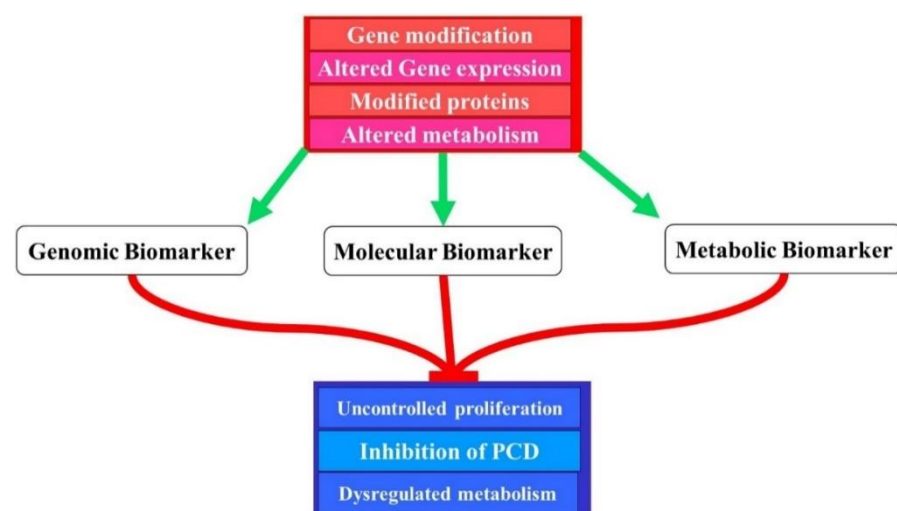 Gene modification
Altered Gene expression
Modified proteins
Altered metabolism
Genomic Biomarker
Molecular Biomarker
Metabolic Biomarker
Uncontrolled proliferation
Inhibition of PCD
Dysregulated metabolism